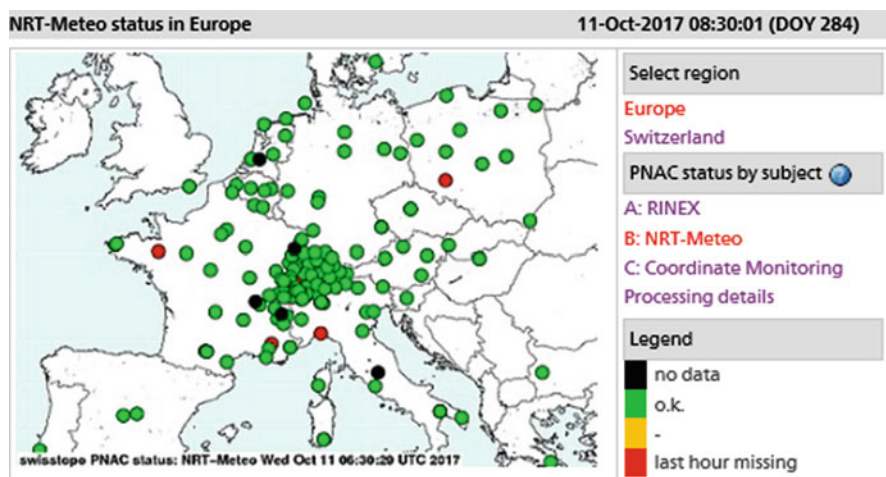 NRT-Meteo status in Europe 11-Oct-2017 08:30:01 (DOY 284)
Select region
Europe
Switzerland
PNAC status by subject
A: RINEX
B: NRT-Meteo
C: Coordinate Monitoring
Processing details
Legend
no data
o.k.
-
last hour missing
swisstopo PNAC status: NRT-Meteo Wed Oct 11 06:30:20 UTC 2017